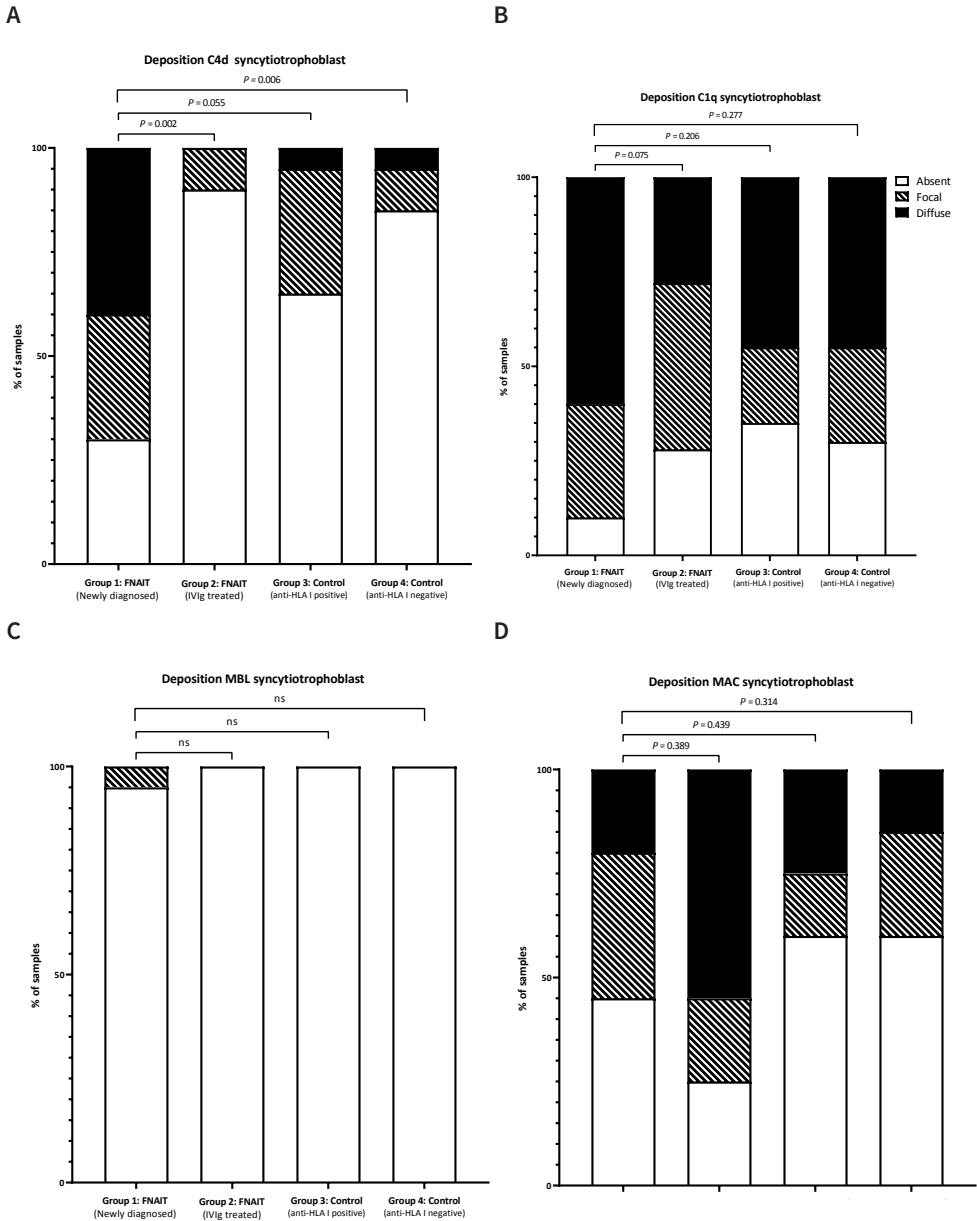 A
Deposition C4d syncytiotrophoblast
P = 0.006
P = 0.055
P = 0.002
100
50
0
% of samples
Group 1: FNAIT
(Newly diagnosed)
Group 2: FNAIT
(IVIg treated)
Group 3: Control
(anti-HLA I positive)
Group 4: Control
(anti-HLA I negative)
B
Deposition C1q syncytiotrophoblast
P = 0.277
P = 0.206
P = 0.075
100
50
0
% of samples
Absent
Focal
Diffuse
Group 1: FNAIT
(Newly diagnosed)
Group 2: FNAIT
(IVIg treated)
Group 3: Control
(anti-HLA I positive)
Group 4: Control
(anti-HLA I negative)
C
Deposition MBL syncytiotrophoblast
ns
ns
ns
100
50
0
% of samples
Group 1: FNAIT
(Newly diagnosed)
Group 2: FNAIT
(IVIg treated)
Group 3: Control
(anti-HLA I positive)
Group 4: Control
(anti-HLA I negative)
D
Deposition MAC syncytiotrophoblast
P = 0.314
P = 0.439
P = 0.389
100
50
0
% of samples